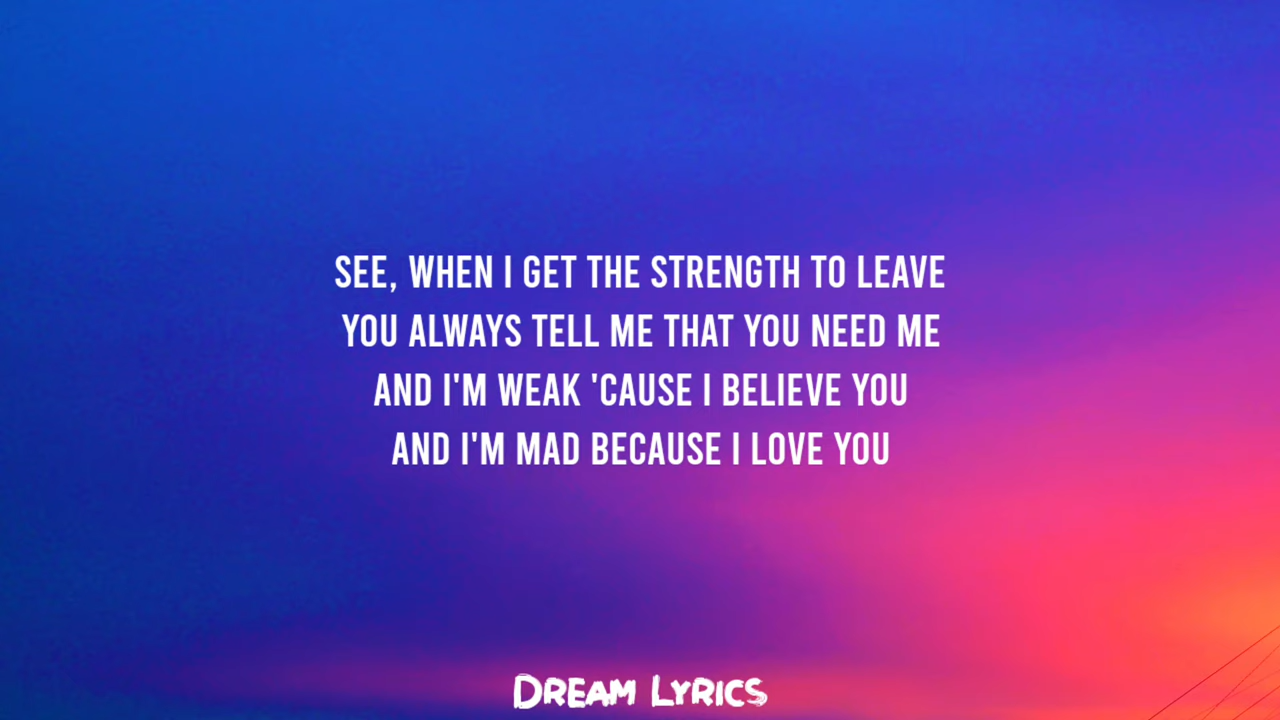 SEE, WHEN I GET THE STRENGTH TO LEAVE
YOU ALWAYS TELL ME THAT YOU NEED ME
AND I'M WEAK 'CAUSE I BELIEVE YOU
AND I'M MAD BECAUSE I LOVE YOU
DREAM LYRICS